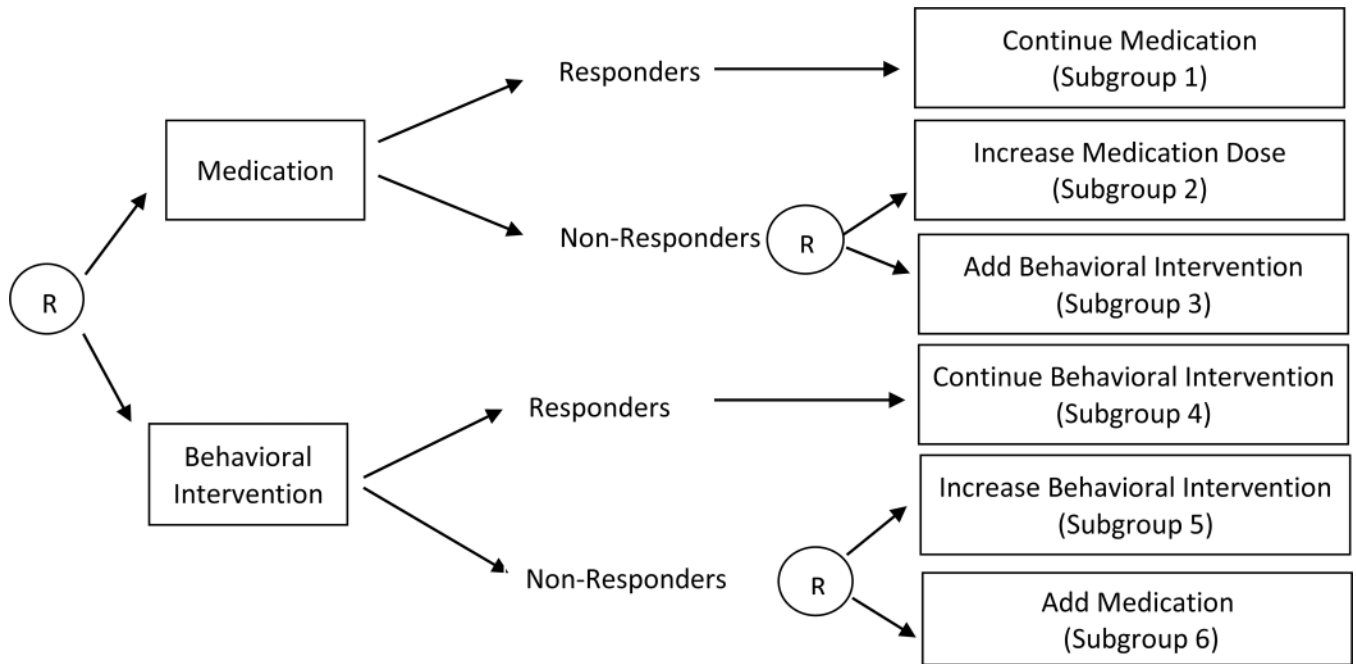 R
Medication
Responders
Continue Medication
(Subgroup 1)
Non-Responders
R
Increase Medication Dose
(Subgroup 2)
Add Behavioral Intervention
(Subgroup 3)
Behavioral
Intervention
Responders
Continue Behavioral Intervention
(Subgroup 4)
Non-Responders
R
Increase Behavioral Intervention
(Subgroup 5)
Add Medication
(Subgroup 6)